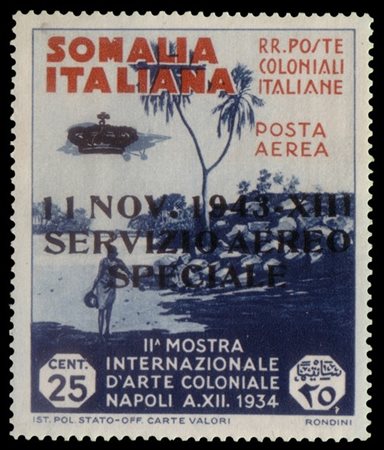 SOMALIA
ITALIANA
RR. POSTE
COLONIALI
ITALIANE
POSTA
AEREA
11 NOV. 1943-XIII
SERVIZIO AEREO
SPECIALE
IIᴬ MOSTRA
INTERNAZIONALE
D'ARTE COLONIALE
NAPOLI A.XII. 1934
CENT.
25
٢٥
IST. POL. STATO-OFF. CARTE VALORI
RONDINI